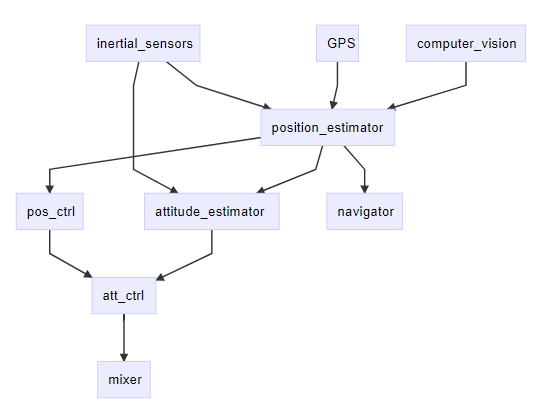 inertial_sensors
GPS
computer_vision
position_estimator
pos_ctrl
attitude_estimator
navigator
att_ctrl
mixer